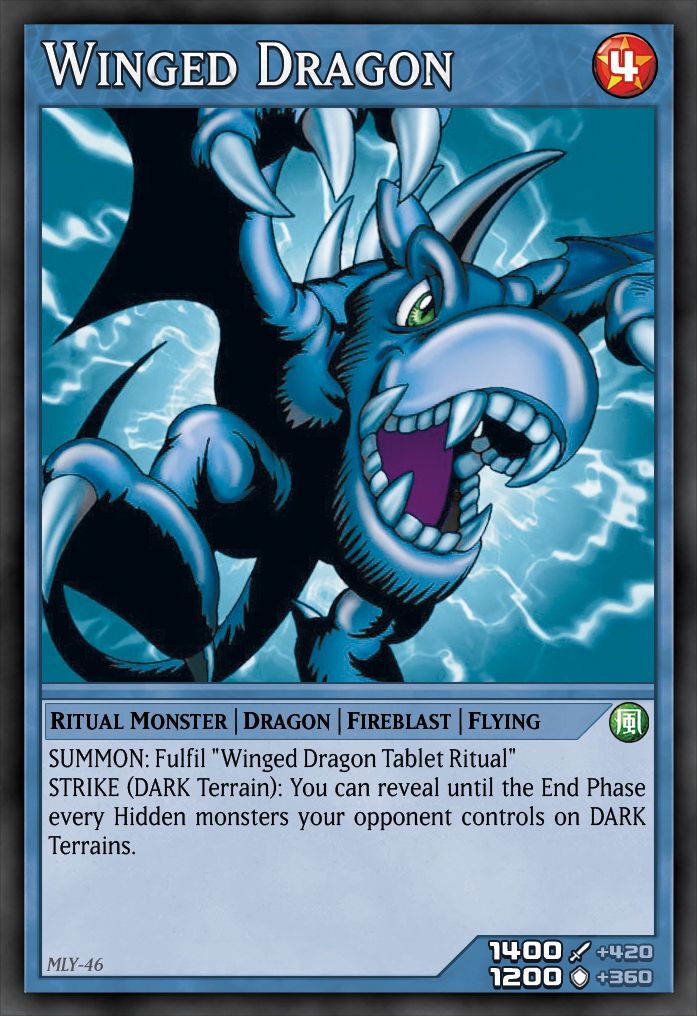 Winged Dragon
4
Ritual Monster | Dragon | Fireblast | Flying
風
SUMMON: Fulfil "Winged Dragon Tablet Ritual"
STRIKE (DARK Terrain): You can reveal until the End Phase
every Hidden monsters your opponent controls on DARK
Terrains.
1400 +420
MLY-46
1200 +360